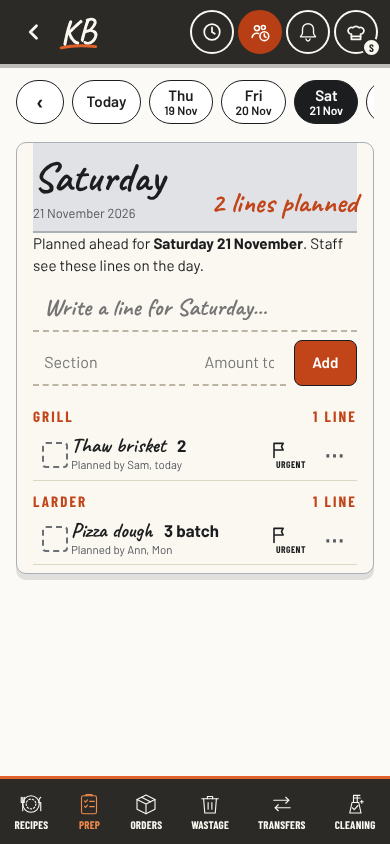 KB
S
‹
Today
Thu
19 Nov
Fri
20 Nov
Sat
21 Nov
Saturday
2 lines planned
21 November 2026
Planned ahead for Saturday 21 November. Staff
see these lines on the day.
Write a line for Saturday...
Section
Amount to
Add
GRILL
1 LINE
Thaw brisket 2
Planned by Sam, today
URGENT
...
LARDER
1 LINE
Pizza dough 3 batch
Planned by Ann, Mon
URGENT
...
RECIPES
PREP
ORDERS
WASTAGE
TRANSFERS
CLEANING